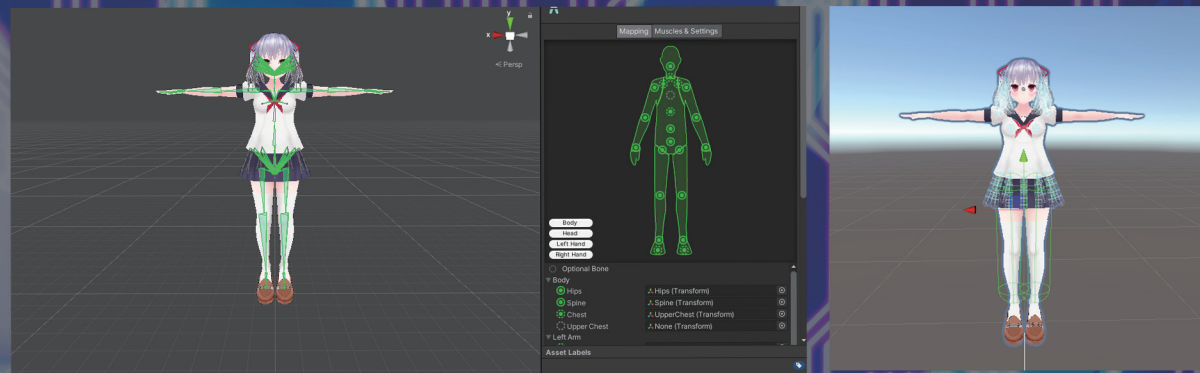 y
x
Persp
Mapping
Muscles & Settings
Body
Head
Left Hand
Right Hand
Optional Bone
Body
Hips
Hips (Transform)
Spine
Spine (Transform)
Chest
UpperChest (Transform)
Upper Chest
None (Transform)
Left Arm
Asset Labels